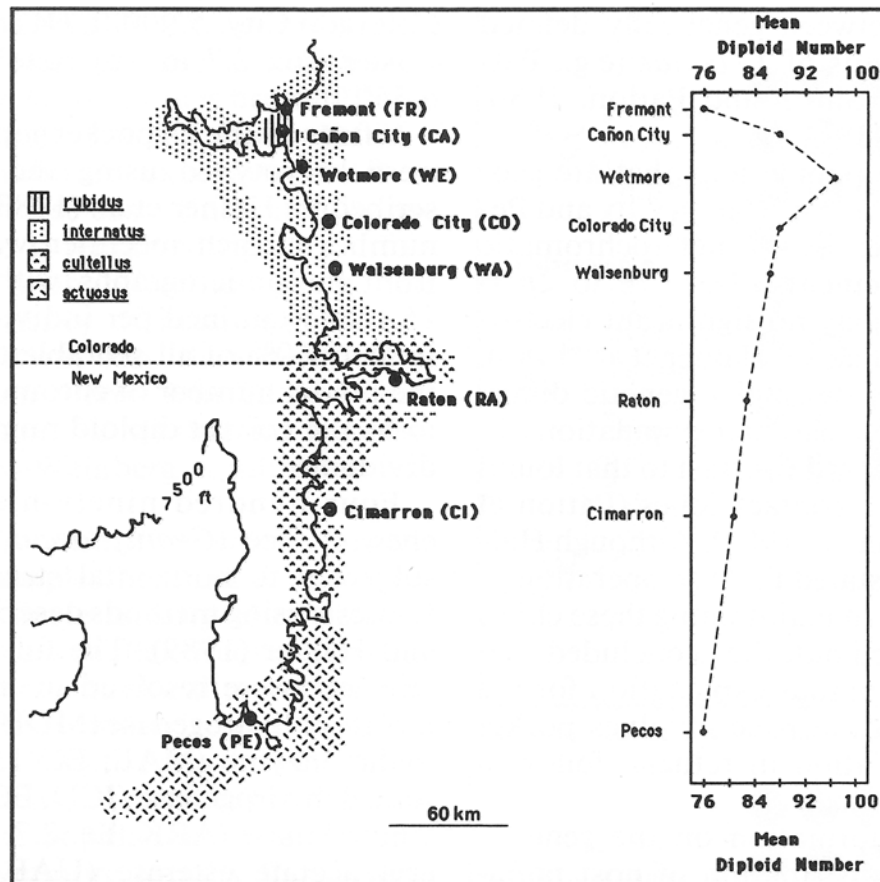 Fremont (FR)
Cañon City (CA)
Wetmore (WE)
Colorado City (CO)
Walsenburg (WA)
rubidus
internatus
cultellus
actuosus
Colorado
New Mexico
Raton (RA)
7500
ft
Cimarron (CI)
Pecos (PE)
60 km
Mean
Diploid Number
76 84 92 100
Fremont
Cañon City
Wetmore
Colorado City
Walsenburg
Raton
Cimarron
Pecos
76 84 92 100
Mean
Diploid Number